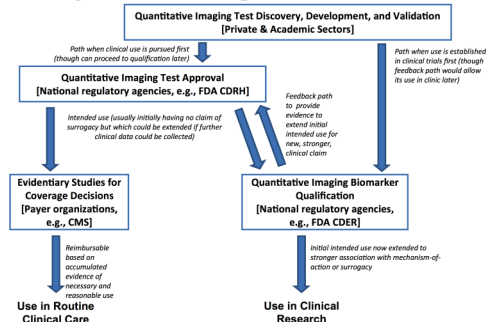 Quantitative Imaging Test Discovery, Development, and Validation
[Private & Academic Sectors]
Path when clinical use is pursued first
(though can proceed to qualification later)
Path when use is established
in clinical trials first (though
feedback path would allow
its use in clinic later)
Quantitative Imaging Test Approval
[National regulatory agencies, e.g., FDA CDRH]
Feedback
path
to provide
evidence to
extend initial
intended use for
new, stronger,
clinical claim
Intended use (usually initially having no claim of
surrogacy but which could be extended if further
clinical data could be collected)
Evidentiary Studies for
Coverage Decisions
[Payer organizations,
e.g., CMS]
Quantitative Imaging Biomarker
Qualification
[National regulatory agencies,
e.g., FDA CDER]
Reimbursable
based on
accumulated
evidence of
necessary and
reasonable use
Initial intended use now extended to
stronger association with mechanism-of-
action or surrogacy
Use in Routine
Clinical Care
Use in Clinical
Research